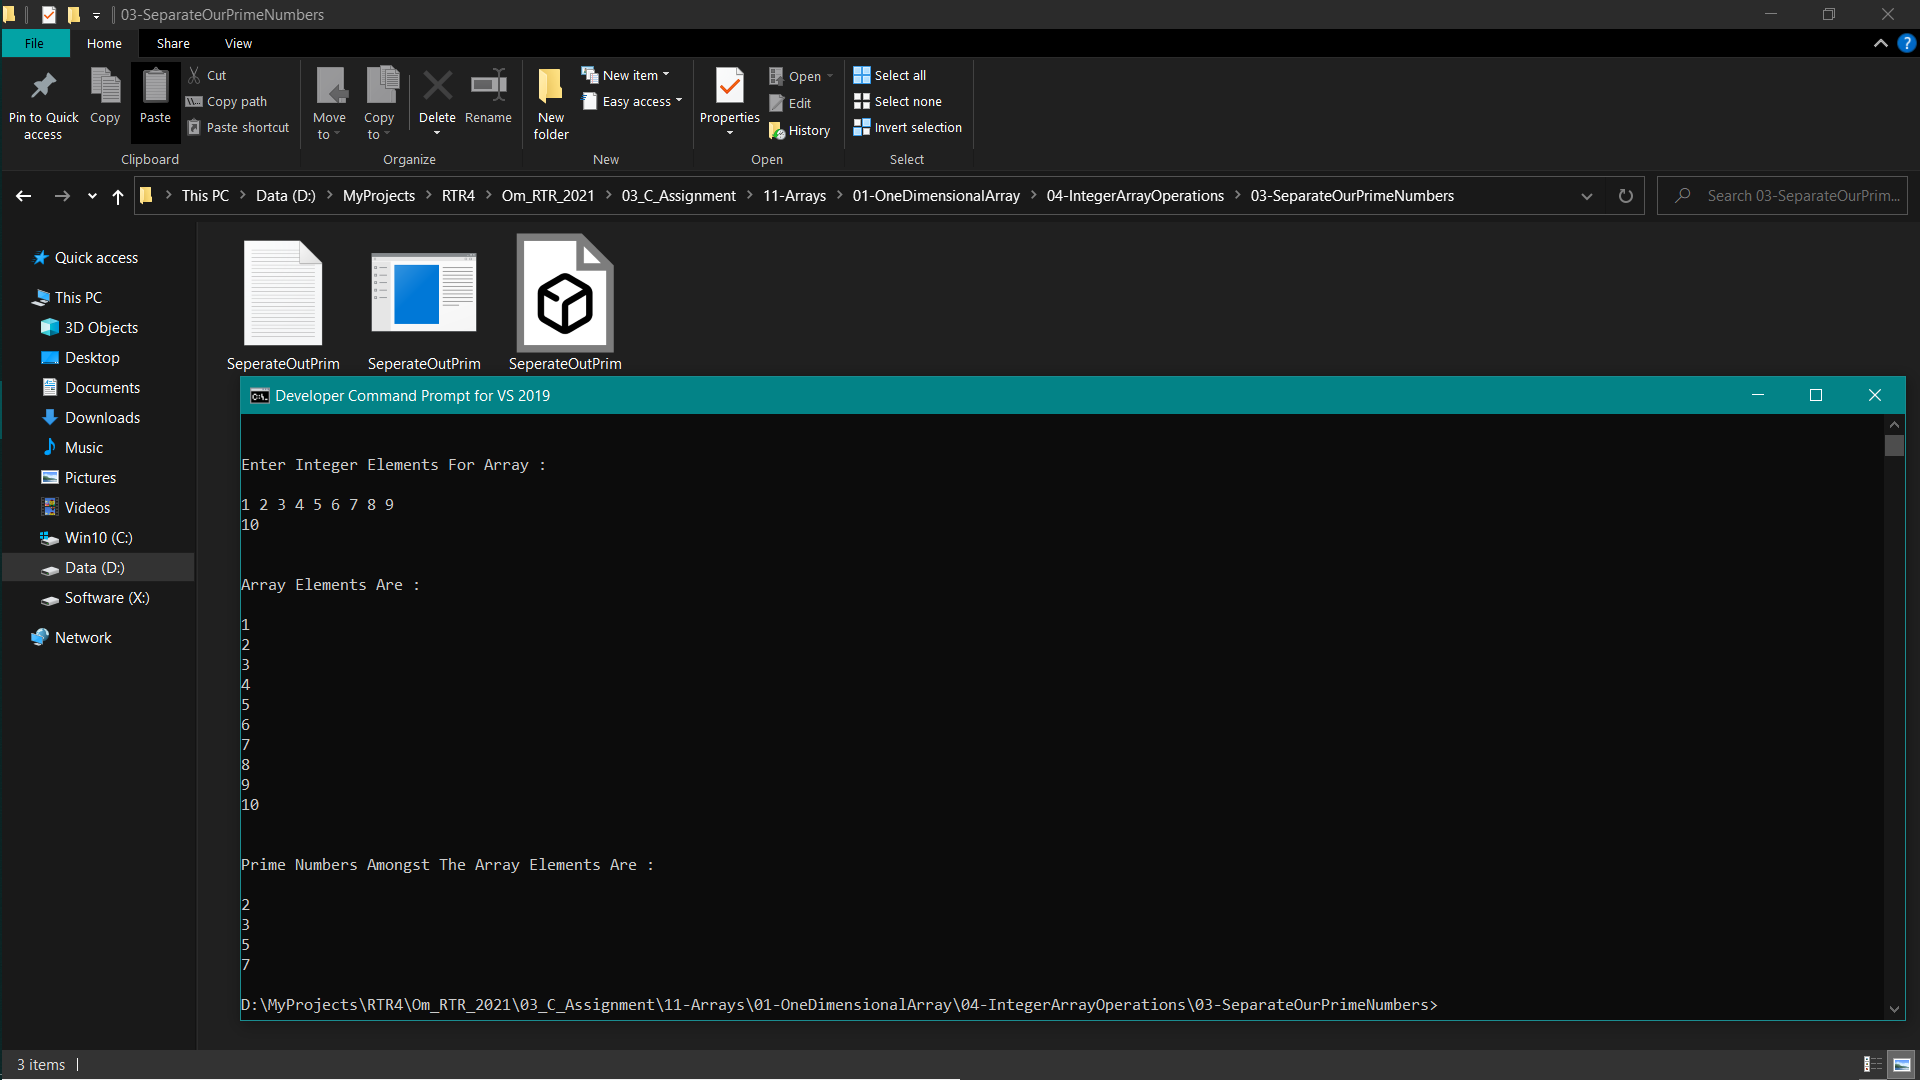 03-SeparateOurPrimeNumbers
File Home Share View
Pin to Quick access
Copy
Paste
Cut
Copy path
Paste shortcut
Clipboard
Move to
Copy to
Delete
Rename
Organize
New folder
New item
Easy access
New
Properties
Open
Edit
History
Open
Select all
Select none
Invert selection
Select
This PC > Data (D:) > MyProjects > RTR4 > Om_RTR_2021 > 03_C_Assignment > 11-Arrays > 01-OneDimensionalArray > 04-IntegerArrayOperations > 03-SeparateOurPrimeNumbers
Search 03-SeparateOurPrim...
Quick access
This PC
3D Objects
Desktop
Documents
Downloads
Music
Pictures
Videos
Win10 (C:)
Data (D:)
Software (X:)
Network
SeperateOutPrim SeperateOutPrim SeperateOutPrim
C:\.
Developer Command Prompt for VS 2019
Enter Integer Elements For Array :
1 2 3 4 5 6 7 8 9
10
Array Elements Are :
1
2
3
4
5
6
7
8
9
10
Prime Numbers Amongst The Array Elements Are :
2
3
5
7
D:\MyProjects\RTR4\Om_RTR_2021\03_C_Assignment\11-Arrays\01-OneDimensionalArray\04-IntegerArrayOperations\03-SeparateOurPrimeNumbers>
3 items